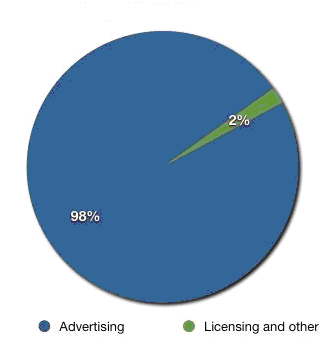 2%
98%
Advertising
Licensing and other